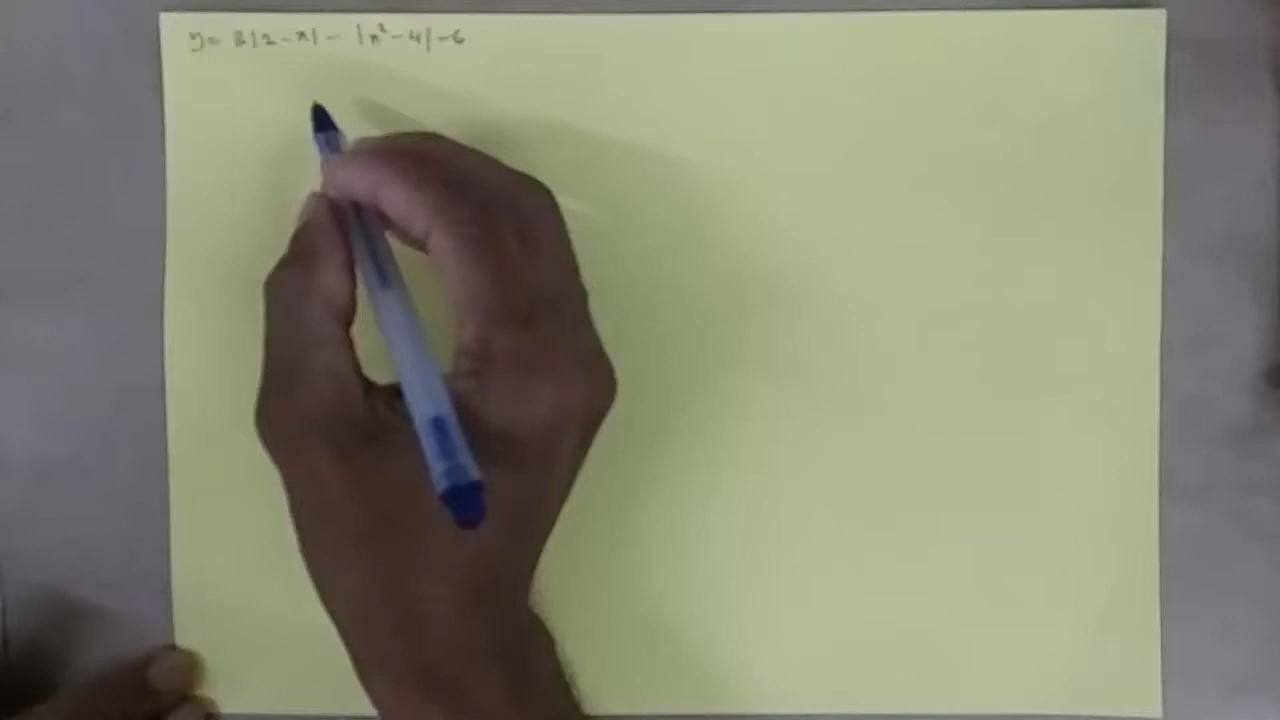 y = 3|2-x| - |x²-4| -6